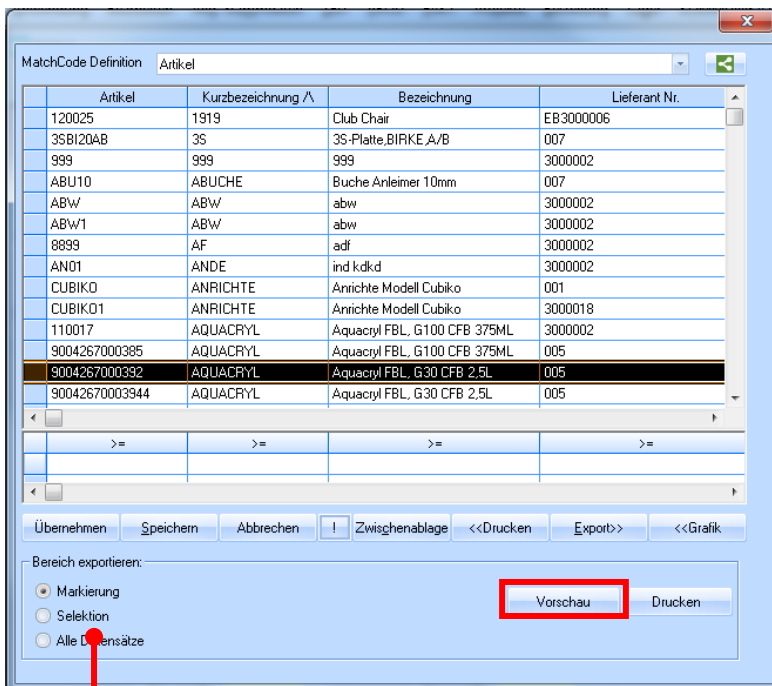 MatchCode Definition Artikel
Artikel Kurzbezeichnung /\ Bezeichnung Lieferant Nr.
120025 1919 Club Chair EB3000006
3SBI20AB 3S 3S-Platte,BIRKE,A/B 007
999 999 999 3000002
ABU10 ABUCHE Buche Anleimer 10mm 007
ABW ABW abw 3000002
ABW1 ABW abw 3000002
8899 AF adf 3000002
AN01 ANDE ind kdkd 3000002
CUBIKO ANRICHTE Anrichte Modell Cubiko 001
CUBIKO1 ANRICHTE Anrichte Modell Cubiko 3000018
110017 AQUACRYL Aquacryl FBL, G100 CFB 375ML 3000002
9004267000385 AQUACRYL Aquacryl FBL, G100 CFB 375ML 005
9004267000392 AQUACRYL Aquacryl FBL, G30 CFB 2,5L 005
90042670003944 AQUACRYL Aquacryl FBL, G30 CFB 2,5L 005
>= >= >= >=
Übernehmen Speichern Abbrechen ! Zwischenablage <<Drucken Export>> <<Grafik
Bereich exportieren:
Markierung
Vorschau Drucken
Selektion
Alle Datensätze